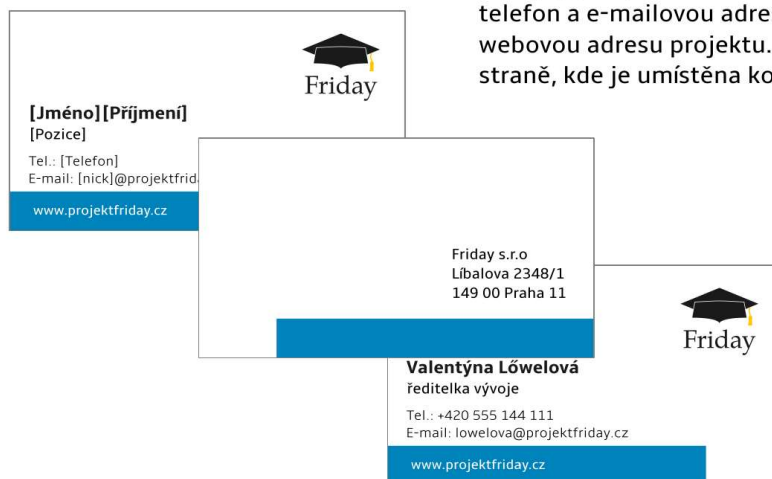 telefon a e-mailovou adre
webovou adresu projektu.
straně, kde je umístěna ko
Friday
[Jméno][Příjmení]
[Pozice]
Tel.: [Telefon]
E-mail: [nick]@projektfrid
www.projektfriday.cz
Friday s.r.o
Líbalova 2348/1
149 00 Praha 11
Friday
Valentýna Lőwelová
ředitelka vývoje
Tel.: +420 555 144 111
E-mail: lowelova@projektfriday.cz
www.projektfriday.cz